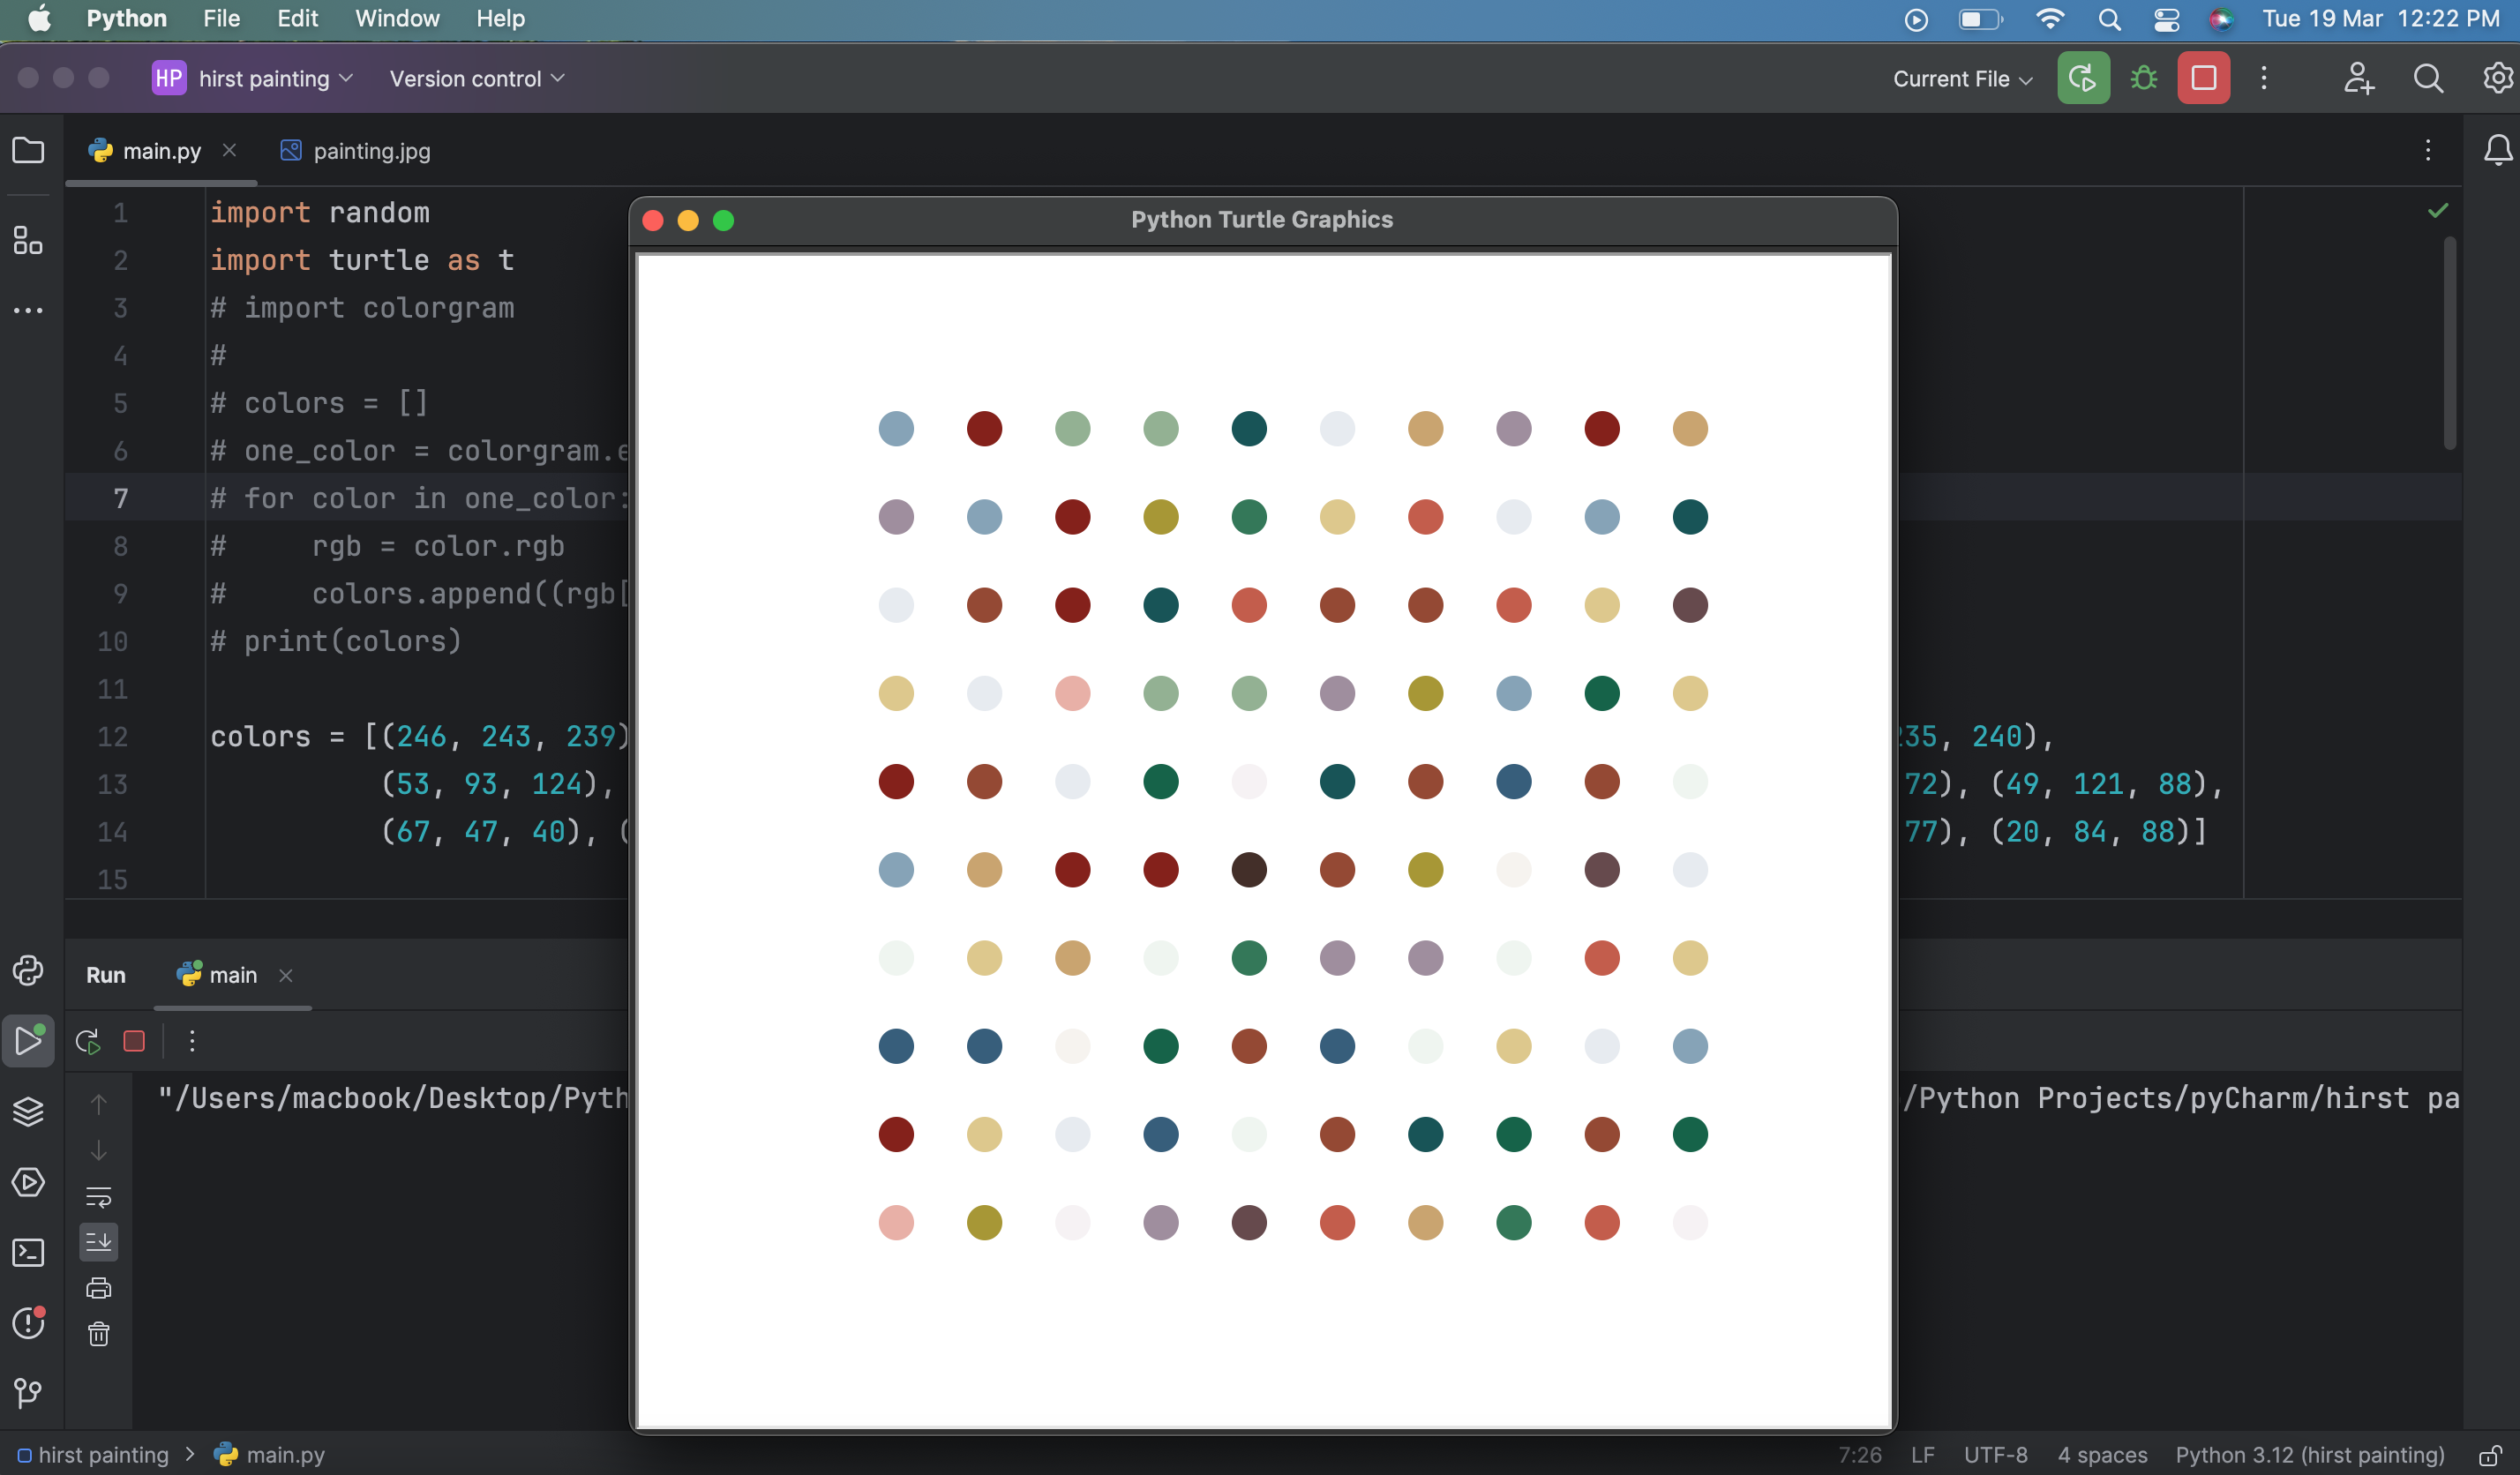 Python File Edit Window Help Tue 19 Mar 12:22 PM
HP hirst painting Version control Current File
main.py painting.jpg
Python Turtle Graphics
1 import random
2 import turtle as t
3 # import colorgram
4 #
5 # colors = []
6 # one_color = colorgram.e
7 # for color in one_color:
8 # rgb = color.rgb
9 # colors.append((rgb[
10 # print(colors)
11
12 colors = [(246, 243, 239) 35, 240),
13 (53, 93, 124), 72), (49, 121, 88),
14 (67, 47, 40), ( 77), (20, 84, 88)]
15
Run main
"/Users/macbook/Desktop/Pyth /Python Projects/pyCharm/hirst pa
hirst painting > main.py 7:26 LF UTF-8 4 spaces Python 3.12 (hirst painting)